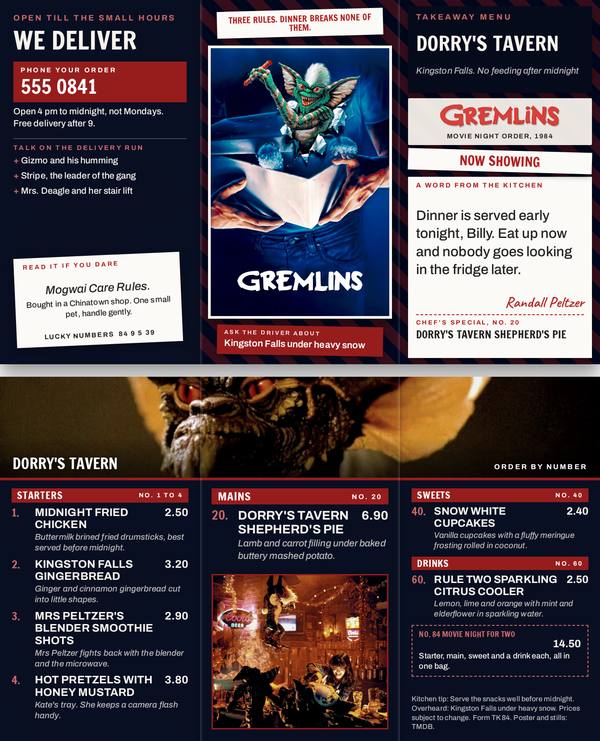 OPEN TILL THE SMALL HOURS
WE DELIVER
PHONE YOUR ORDER
555 0841
Open 4 pm to midnight, not Mondays.
Free delivery after 9.
TALK ON THE DELIVERY RUN
+ Gizmo and his humming
+ Stripe, the leader of the gang
+ Mrs. Deagle and her stair lift
READ IT IF YOU DARE
Mogwai Care Rules.
Bought in a Chinatown shop. One small
pet, handle gently.
LUCKY NUMBERS 84 9 5 39
THREE RULES. DINNER BREAKS NONE OF
THEM.
GREMLINS
ASK THE DRIVER ABOUT
Kingston Falls under heavy snow
TAKEAWAY MENU
DORRY'S TAVERN
Kingston Falls. No feeding after midnight
GREMLINS
MOVIE NIGHT ORDER, 1984
NOW SHOWING
A WORD FROM THE KITCHEN
Dinner is served early
tonight, Billy. Eat up now
and nobody goes looking
in the fridge later.
Randall Peltzer
CHEF'S SPECIAL, NO. 20
DORRY'S TAVERN SHEPHERD'S PIE
DORRY'S TAVERN
ORDER BY NUMBER
STARTERS NO. 1 TO 4
1. MIDNIGHT FRIED 2.50
CHICKEN
Buttermilk brined fried drumsticks, best
served before midnight.
2. KINGSTON FALLS 3.20
GINGERBREAD
Ginger and cinnamon gingerbread cut
into little shapes.
3. MRS PELTZER'S 2.90
BLENDER SMOOTHIE
SHOTS
Mrs Peltzer fights back with the blender
and the microwave.
4. HOT PRETZELS WITH 3.80
HONEY MUSTARD
Kate's tray. She keeps a camera flash
handy.
MAINS NO. 20
20. DORRY'S TAVERN 6.90
SHEPHERD'S PIE
Lamb and carrot filling under baked
buttery mashed potato.
Coors
BEER
SWEETS NO. 40
40. SNOW WHITE 2.40
CUPCAKES
Vanilla cupcakes with a fluffy meringue
frosting rolled in coconut.
DRINKS NO. 60
60. RULE TWO SPARKLING 2.50
CITRUS COOLER
Lemon, lime and orange with mint and
elderflower in sparkling water.
NO. 84 MOVIE NIGHT FOR TWO
14.50
Starter, main, sweet and a drink each, all in
one bag.
Kitchen tip: Serve the snacks well before midnight.
Overheard: Kingston Falls under heavy snow. Prices
subject to change. Form TK 84. Poster and stills:
TMDB.